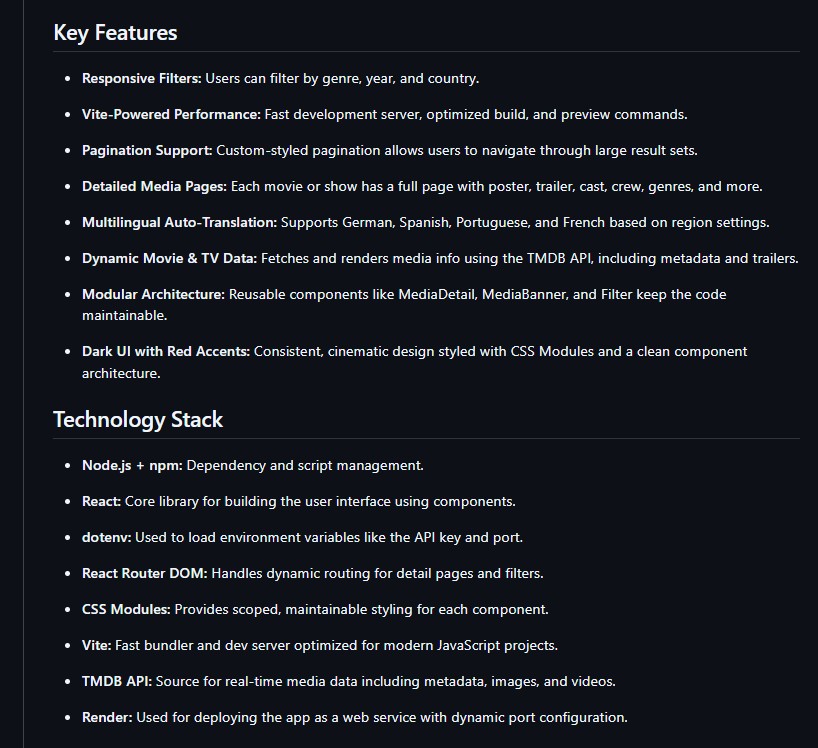 Key Features
Responsive Filters: Users can filter by genre, year, and country.
Vite-Powered Performance: Fast development server, optimized build, and preview commands.
Pagination Support: Custom-styled pagination allows users to navigate through large result sets.
Detailed Media Pages: Each movie or show has a full page with poster, trailer, cast, crew, genres, and more.
Multilingual Auto-Translation: Supports German, Spanish, Portuguese, and French based on region settings.
Dynamic Movie & TV Data: Fetches and renders media info using the TMDB API, including metadata and trailers.
Modular Architecture: Reusable components like MediaDetail, MediaBanner, and Filter keep the code
maintainable.
Dark UI with Red Accents: Consistent, cinematic design styled with CSS Modules and a clean component
architecture.
Technology Stack
Node.js + npm: Dependency and script management.
React: Core library for building the user interface using components.
dotenv: Used to load environment variables like the API key and port.
React Router DOM: Handles dynamic routing for detail pages and filters.
CSS Modules: Provides scoped, maintainable styling for each component.
Vite: Fast bundler and dev server optimized for modern JavaScript projects.
TMDB API: Source for real-time media data including metadata, images, and videos.
Render: Used for deploying the app as a web service with dynamic port configuration.